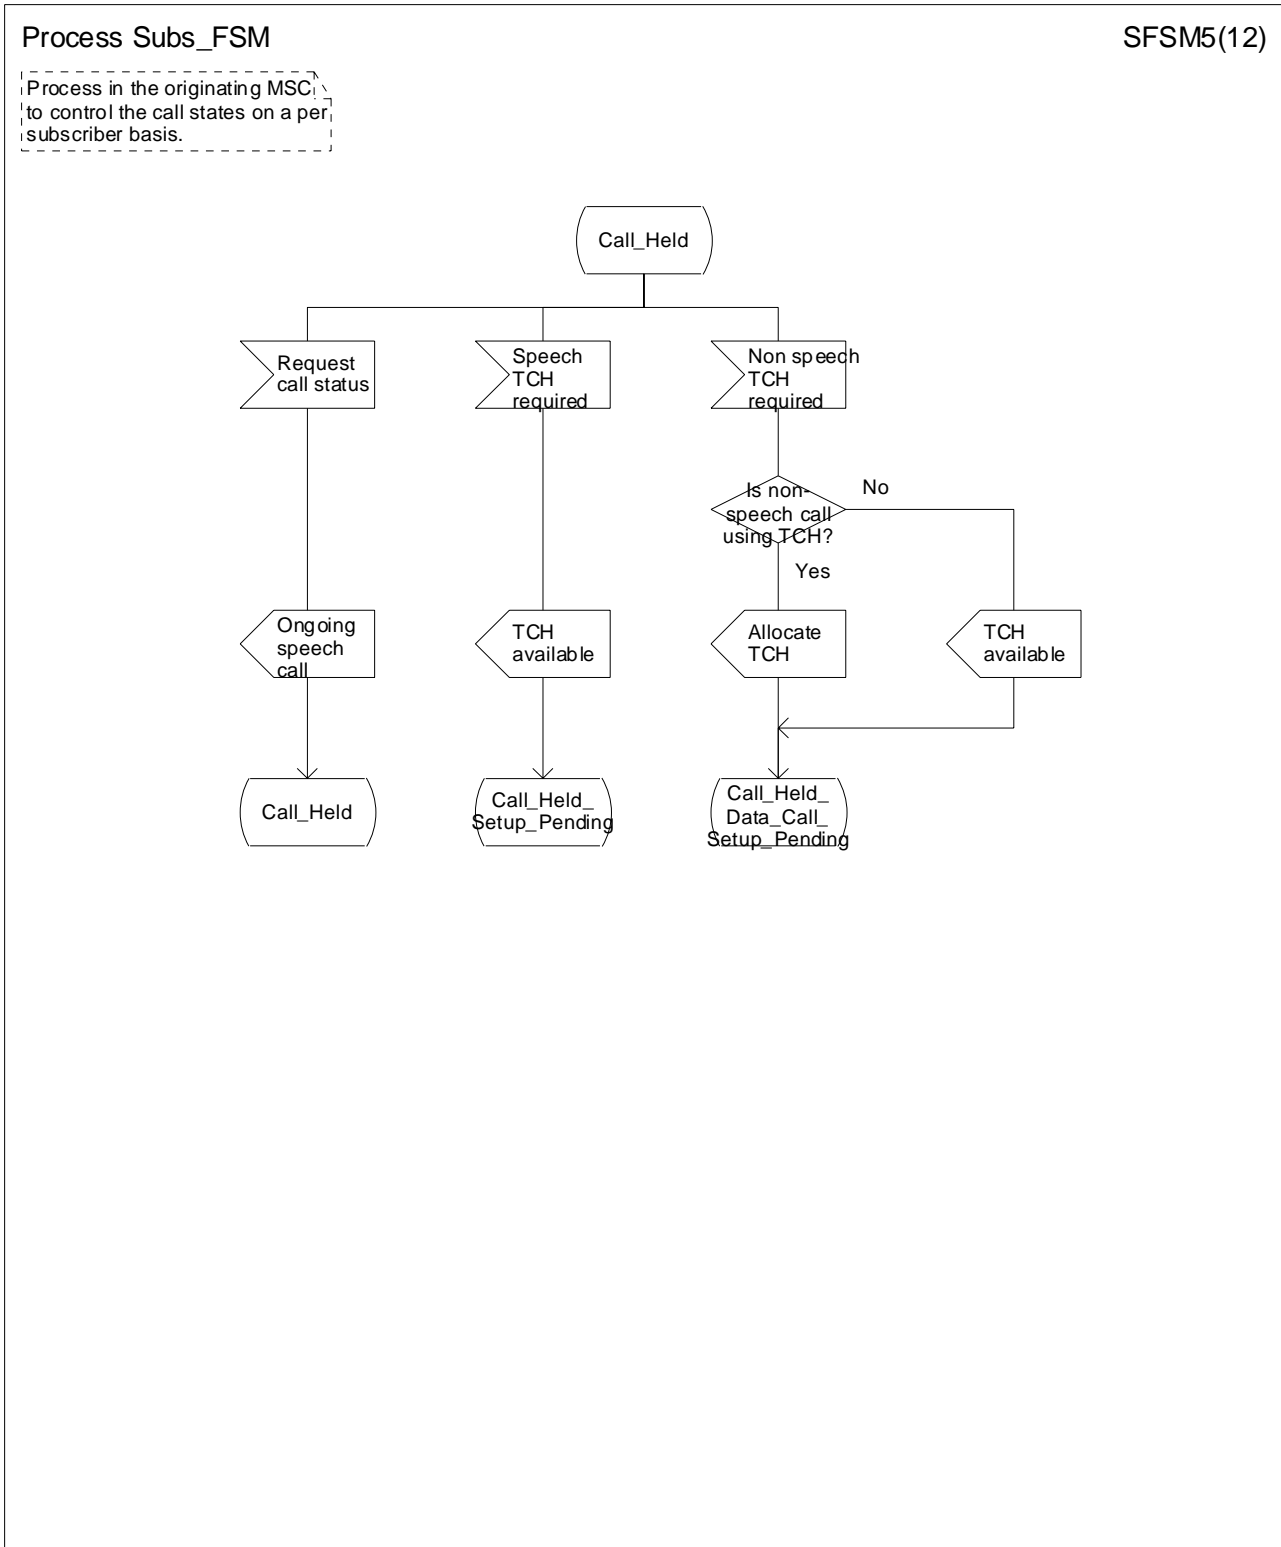 Process Subs_FSM
SFSM5(12)
Process in the originating MSC
to control the call states on a per
subscriber basis.
Call_Held
Request
call status
Speech
TCH
required
Non speech
TCH
required
Is non-
speech call
using TCH?
No
Yes
Ongoing
speech
call
TCH
available
Allocate
TCH
TCH
available
Call_Held
Call_Held_
Setup_Pending
Call_Held_
Data_Call_
Setup_Pending